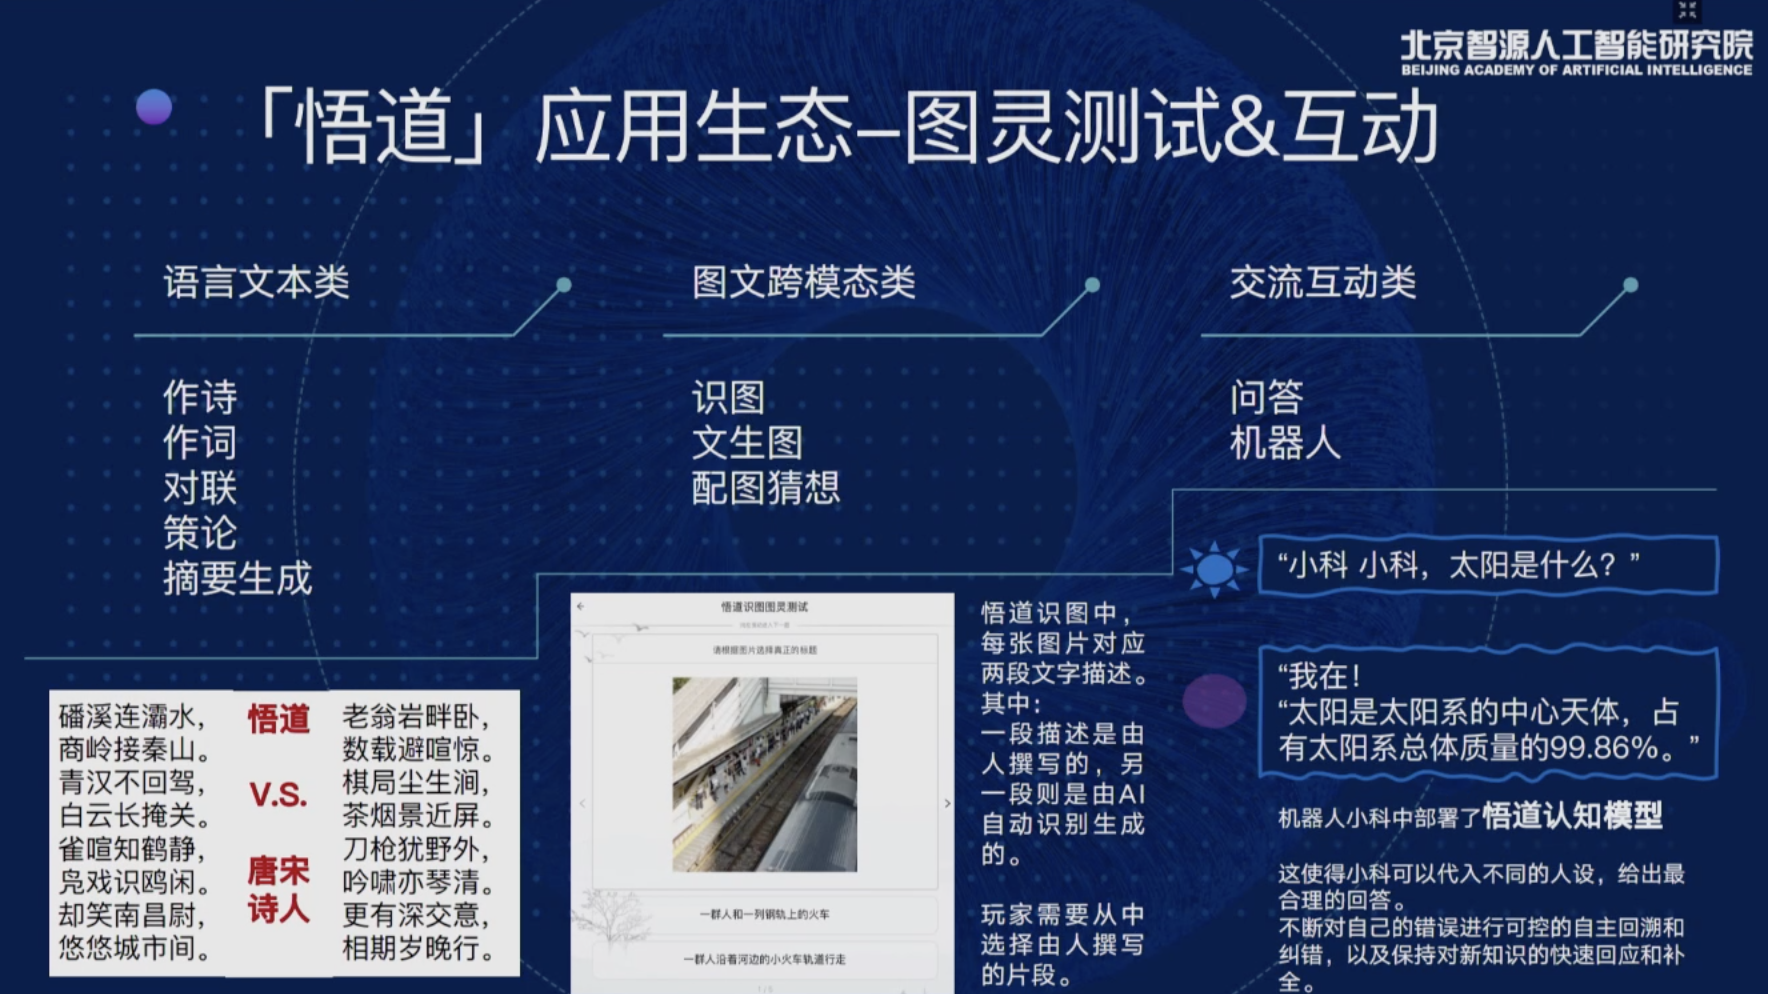 北京智源人工智能研究院
BEIJING ACADEMY OF ARTIFICIAL INTELLIGENCE
「悟道」应用生态–图灵测试&互动
语言文本类
作诗
作词
对联
策论
摘要生成
图文跨模态类
识图
文生图
配图猜想
交流互动类
问答
机器人
磻溪连灞水，
商岭接秦山。
青汉不回驾，
白云长掩关。
雀喧知鹤静，
凫戏识鸥闲。
却笑南昌尉，
悠悠城市间。
悟道
V.S.
唐宋
诗人
老翁岩畔卧，
数载避喧惊。
棋局尘生涧，
茶烟景近屏。
刀枪犹野外，
吟啸亦琴清。
更有深交意，
相期岁晚行。
悟道识图图灵测试
请根据图片选择真正的标题
一群人和一列钢轨上的火车
一群人沿着河边的小火车轨道行走
1/5
悟道识图中，
每张图片对应
两段文字描述。
其中：
一段描述是由
人撰写的，另
一段则是由AI
自动识别生成
的。
玩家需要从中
选择由人撰写
的片段。
“小科 小科，太阳是什么？”
“我在！
“太阳是太阳系的中心天体，占
有太阳系总体质量的99.86%。”
机器人小科中部署了悟道认知模型
这使得小科可以代入不同的人设，给出最
合理的回答。
不断对自己的错误进行可控的自主回溯和
纠错，以及保持对新知识的快速回应和补
全。